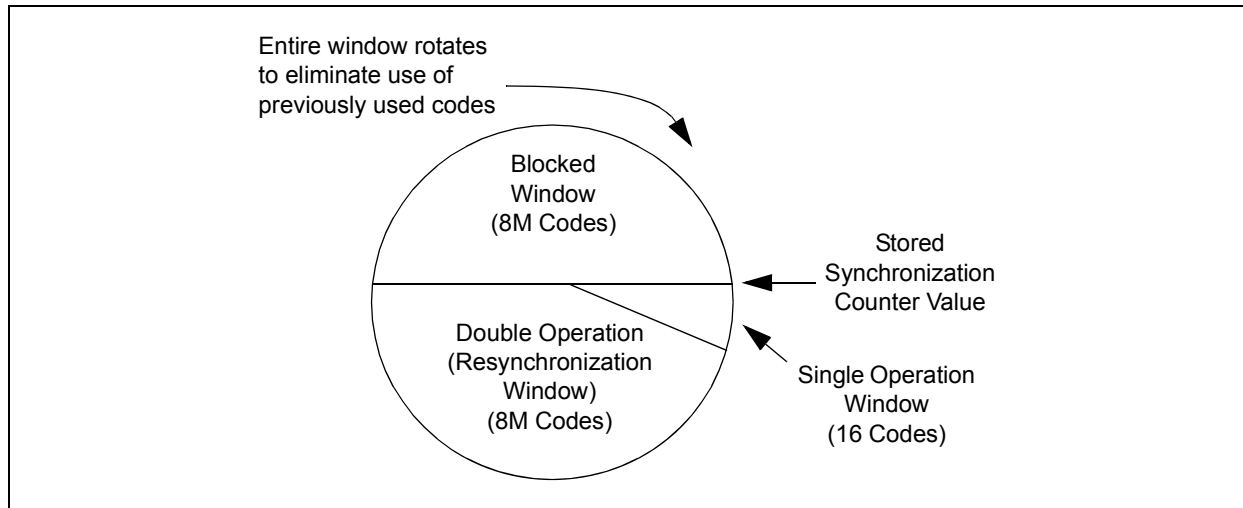 Entire window rotates
to eliminate use of
previously used codes
Blocked
Window
(8M Codes)
Stored
Synchronization
Counter Value
Double Operation
(Resynchronization
Window)
(8M Codes)
Single Operation
Window
(16 Codes)